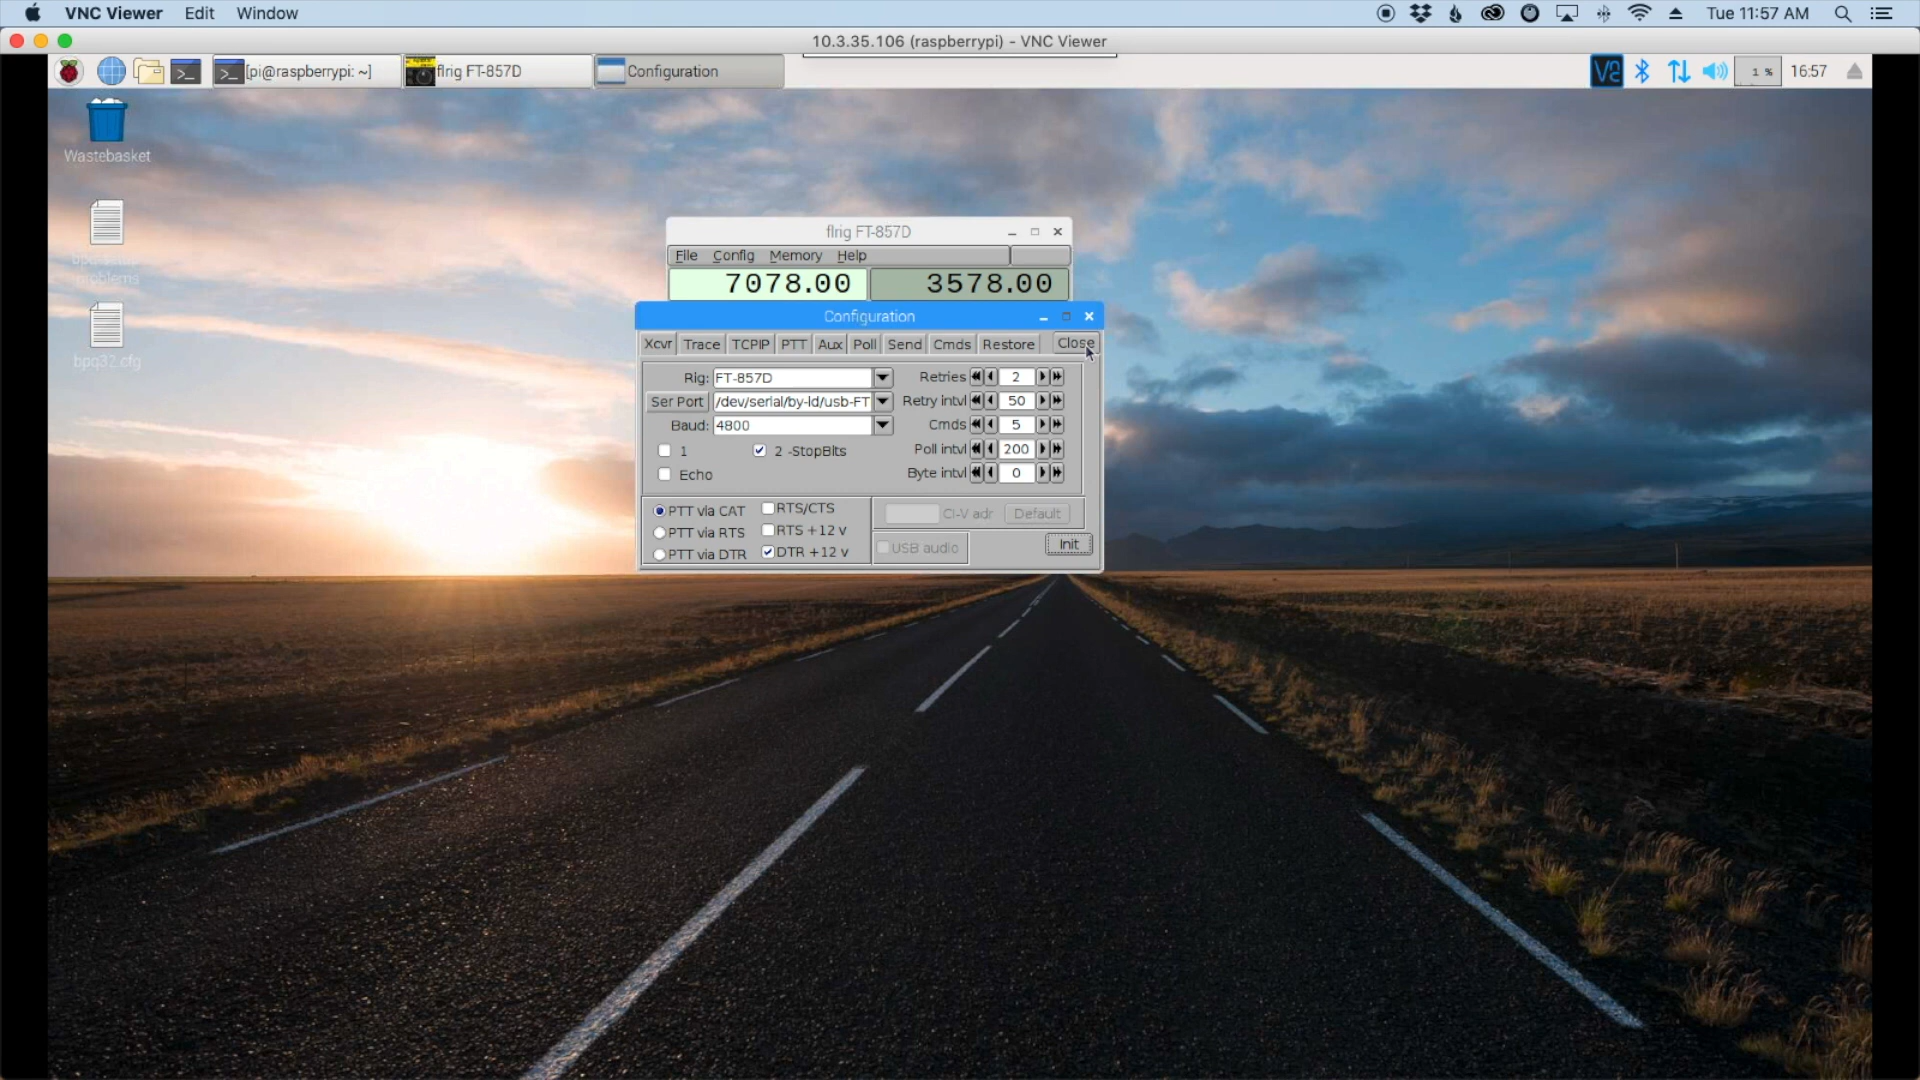 VNC Viewer Edit Window Tue 11:57 AM
10.3.35.106 (raspberrypi) - VNC Viewer
[pi@raspberrypi: ~] flrig FT-857D Configuration 1 % 16:57
Wastebasket
problems
bpq32.cfg
flrig FT-857D
File Config Memory Help
7078.00 3578.00
Configuration
Xcvr Trace TCPIP PTT Aux Poll Send Cmds Restore Close
Rig: FT-857D Retries 2
Ser Port /dev/serial/by-id/usb-FT Retry intvl 50
Baud: 4800 Cmds 5
1 2 -StopBits Poll intvl 200
Echo Byte intvl 0
PTT via CAT RTS/CTS CI-V adr Default
PTT via RTS RTS +12 v
PTT via DTR DTR +12 v USB audio Init